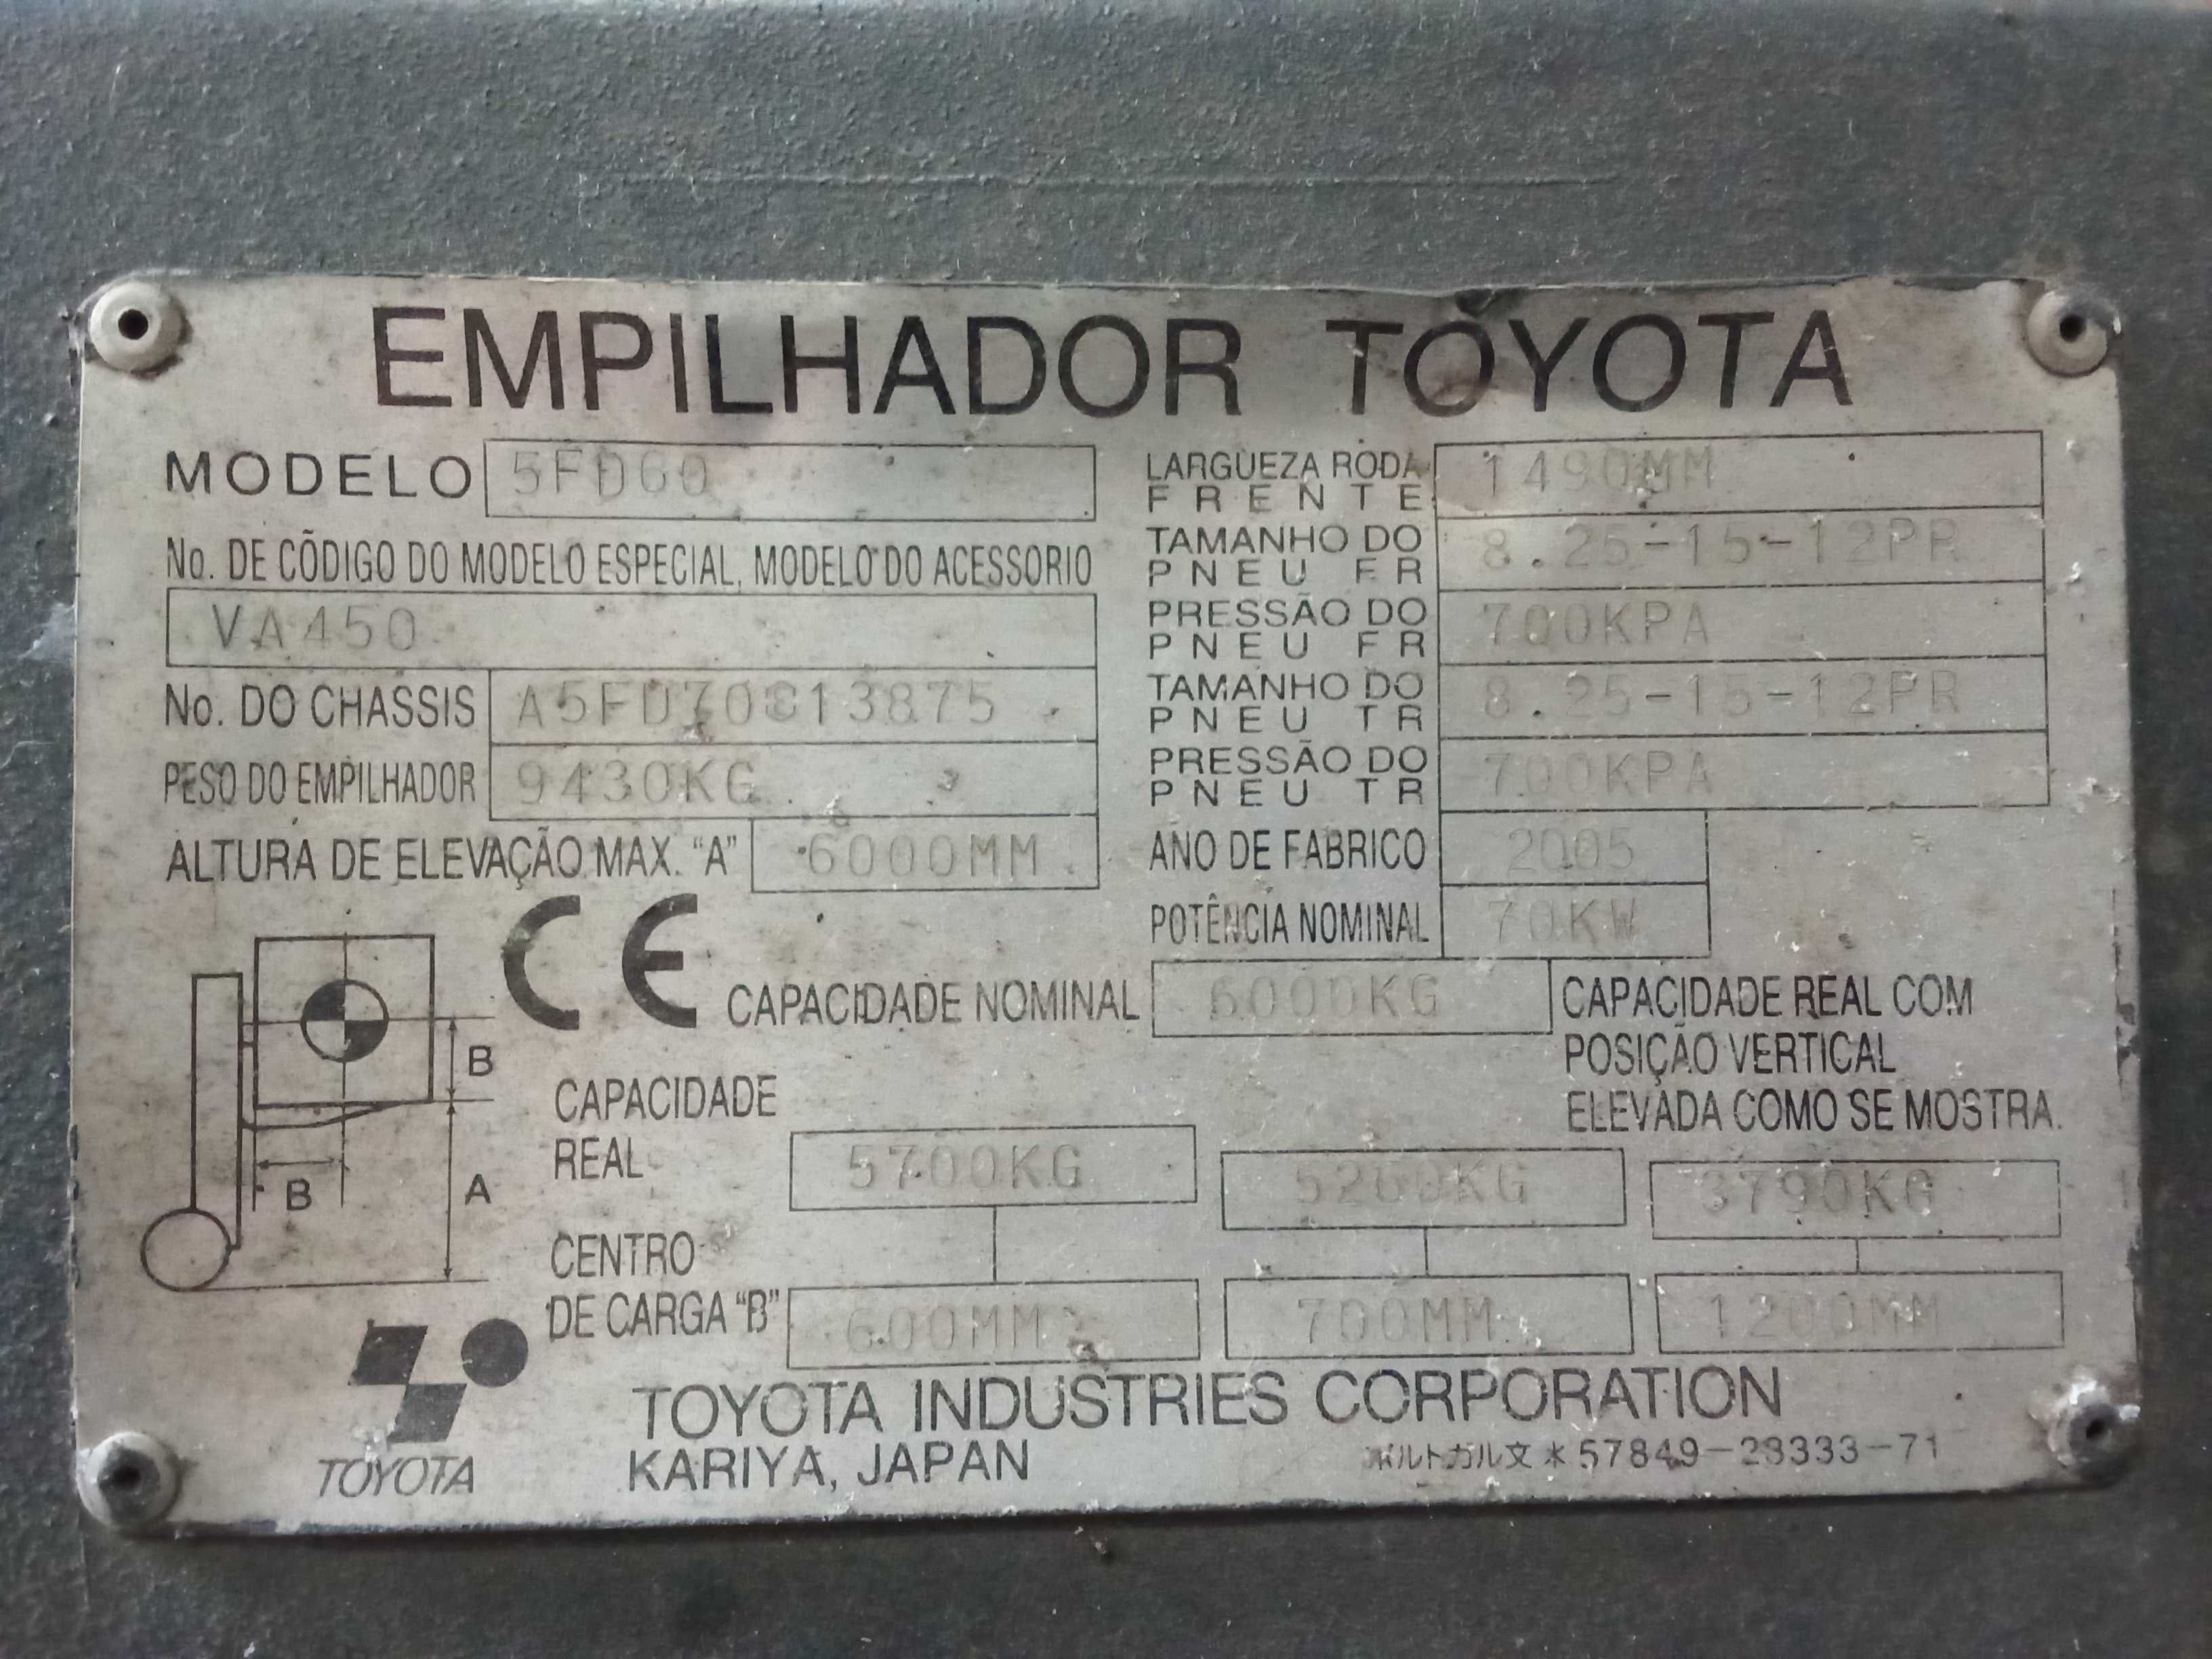 EMPILHADOR TOYOTA
MODELO 5FD60
No. DE CÓDIGO DO MODELO ESPECIAL, MODELO DO ACESSORIO
VA450
No. DO CHASSIS
PESO DO EMPILHADOR 9430KG
ALTURA DE ELEVAÇÃO MAX. "A" 6000MM
LARGUEZA RODA
FRENTE 1490MM
TAMANHO DO
PNEU FR 8.25-15-12PR
PRESSÃO DO
PNEU FR 700KPA
TAMANHO DO
PNEU TR 8.25-15-12PR
PRESSÃO DO
PNEU TR 700KPA
ANO DE FABRICO 2005
POTÊNCIA NOMINAL 70KW
CE
CAPACIDADE NOMINAL 6000KG
CAPACIDADE REAL COM
POSIÇÃO VERTICAL
ELEVADA COMO SE MOSTRA.
B
B
A
CAPACIDADE
REAL 5700KG 5200KG 3790KG
CENTRO
DE CARGA "B" 600MM 700MM 1200MM
TOYOTA
TOYOTA INDUSTRIES CORPORATION
KARIYA, JAPAN
ポルトガル文*57849-23333-71